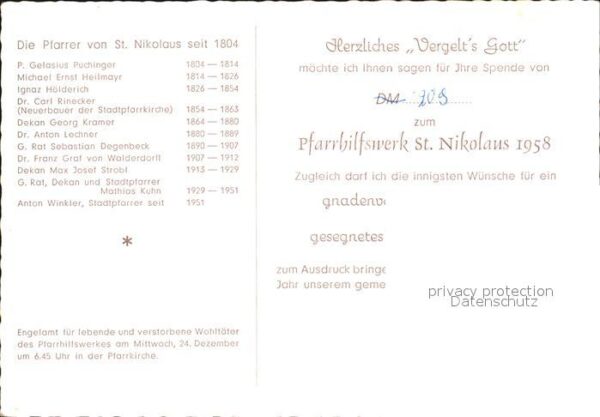 Die Pfarrer von St. Nikolaus seit 1804
P. Gelasius Puchinger 1804 — 1814
Michael Ernst Heilmayr 1814 — 1826
Ignaz Hölderich 1826 — 1854
Dr. Carl Rinecker
(Neuerbauer der Stadtpfarrkirche) 1854 — 1863
Dekan Georg Kramer 1864 — 1880
Dr. Anton Lechner 1880 — 1889
G. Rat Sebastian Degenbeck 1890 — 1907
Dr. Franz Graf von Walderdorff 1907 — 1912
Dekan Max Josef Strobl 1913 — 1929
G. Rat, Dekan und Stadtpfarrer
Mathias Kuhn 1929 — 1951
Anton Winkler, Stadtpfarrer seit 1951
*
Engelamt für lebende und verstorbene Wohltäter
des Pfarrhilfswerkes am Mittwoch, 24. Dezember
um 6.45 Uhr in der Pfarrkirche.
Herzliches „Vergelt's Gott"
möchte ich Ihnen sagen für Ihre Spende von
DM
zum
Pfarrhilfswerk St. Nikolaus 1958
Zugleich darf ich die innigsten Wünsche für ein
gnadenvo
gesegnetes
zum Ausdruck bringe
Jahr unserem geme
privacy protection
Datenschutz